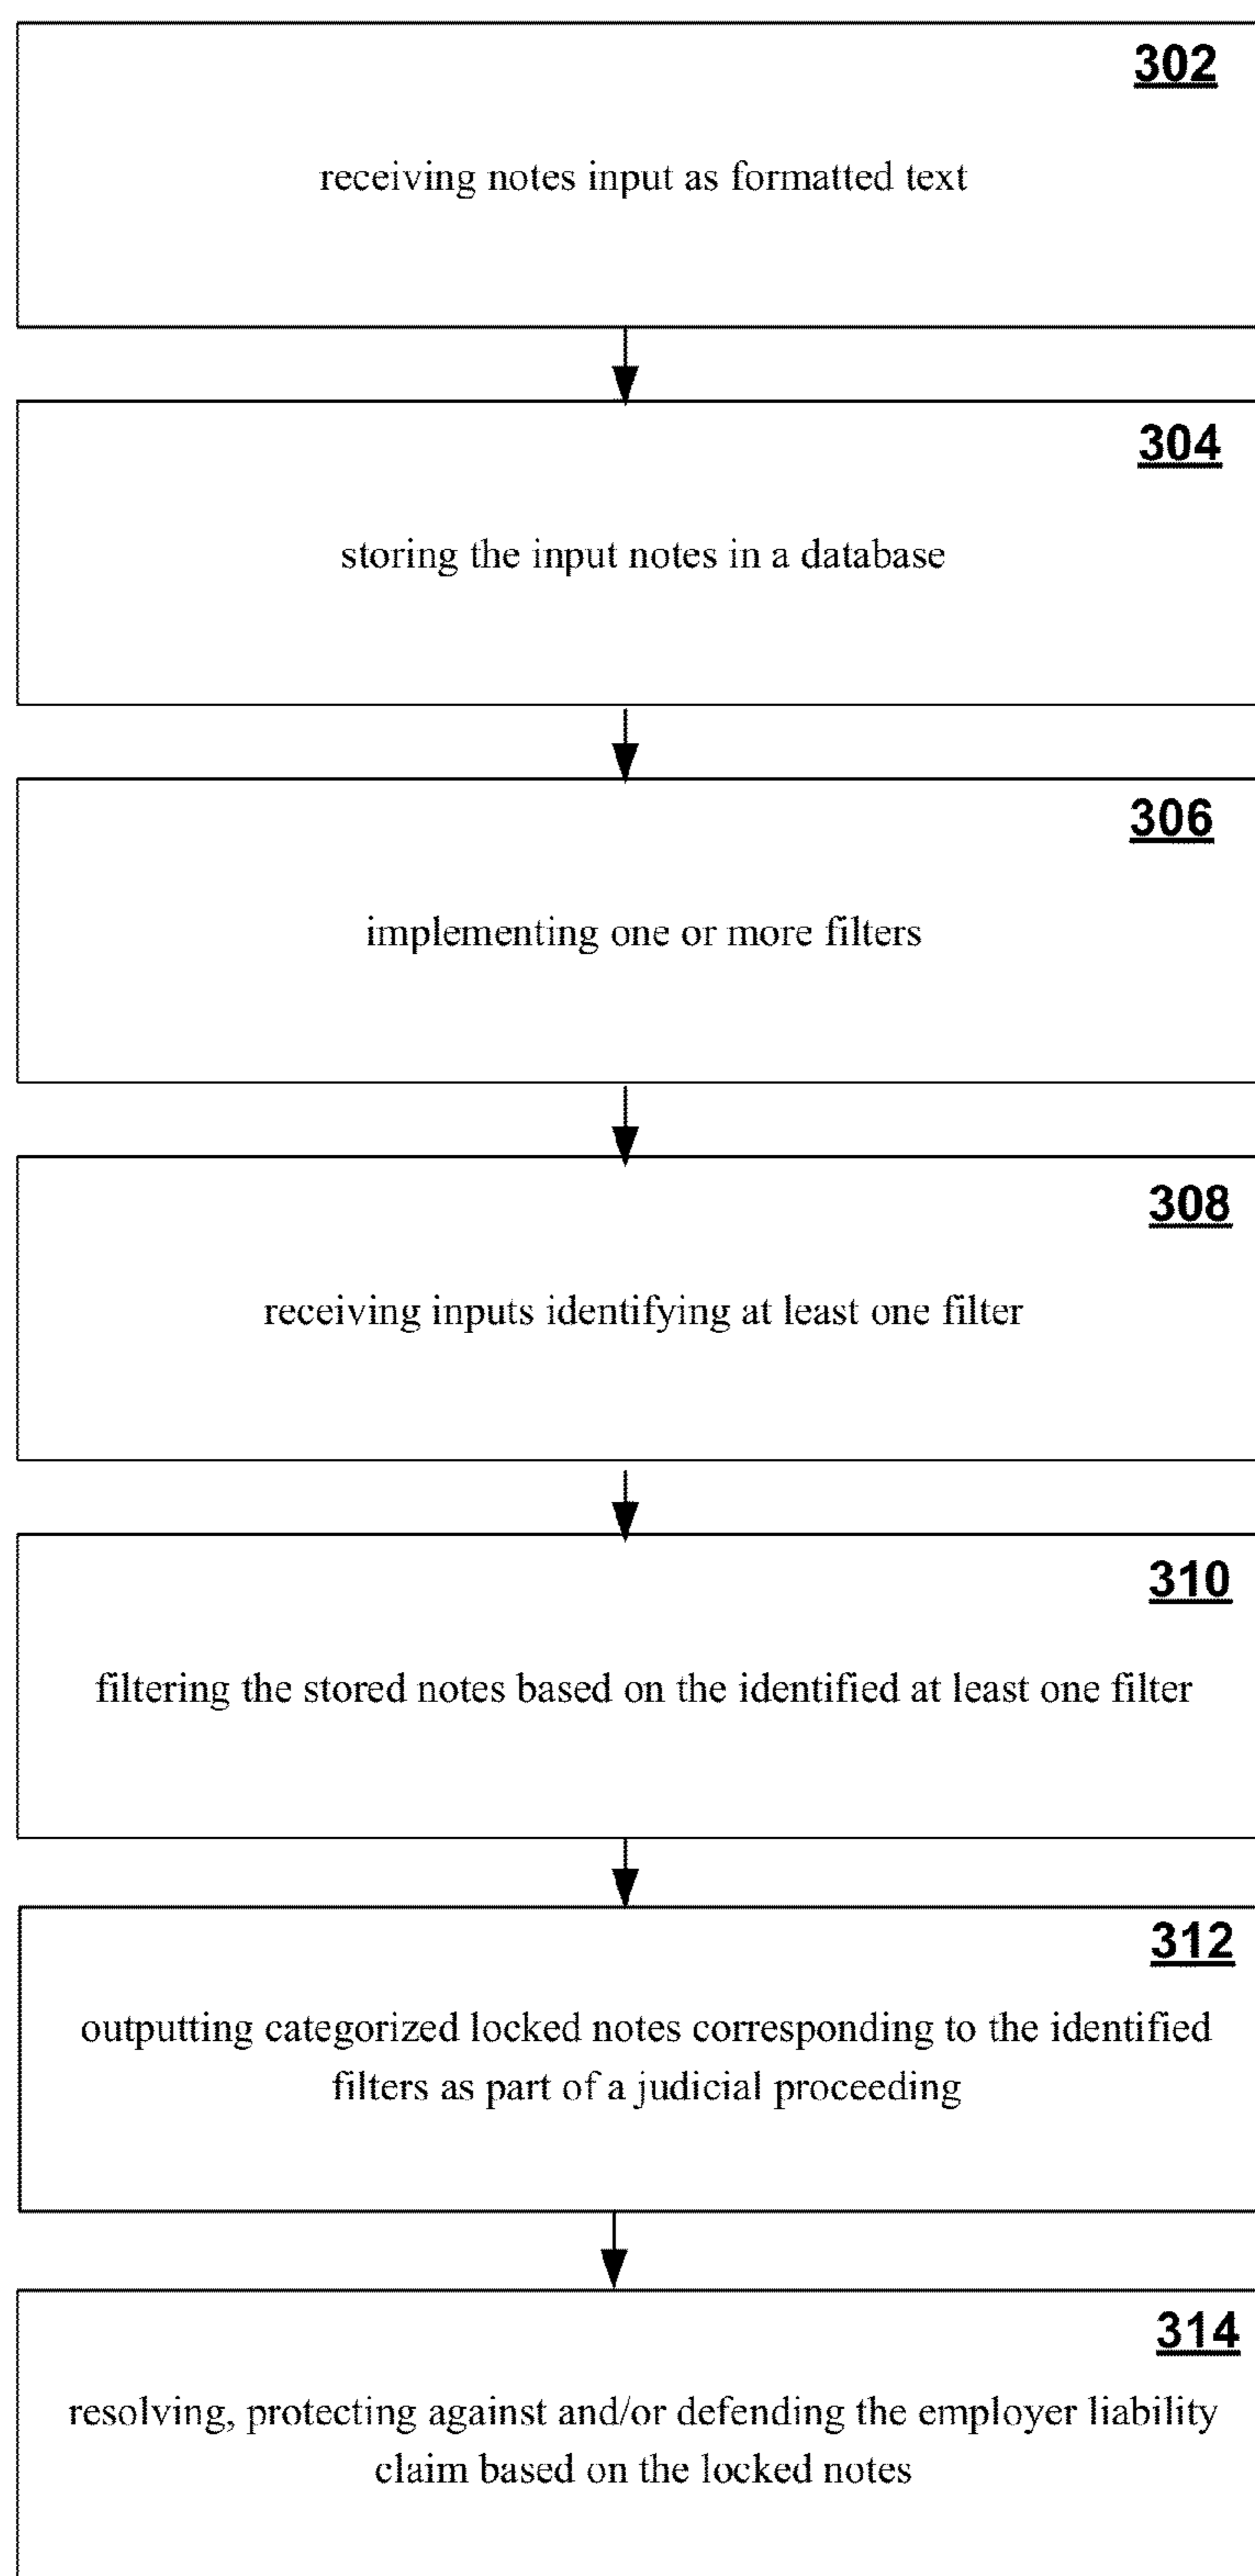 302
receiving notes input as formatted text
304
storing the input notes in a database
306
implementing one or more filters
308
receiving inputs identifying at least one filter
310
filtering the stored notes based on the identified at least one filter
312
outputting categorized locked notes corresponding to the identified
filters as part of a judicial proceeding
314
resolving, protecting against and/or defending the employer liability
claim based on the locked notes